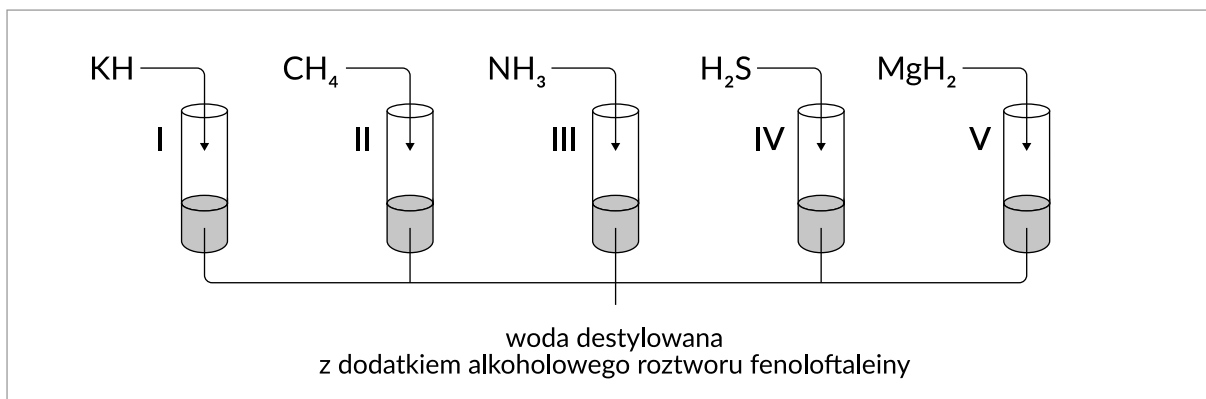 KH CH₄ NH₃ H₂S MgH₂
I II III IV V
woda destylowana
z dodatkiem alkoholowego roztworu fenoloftaleiny